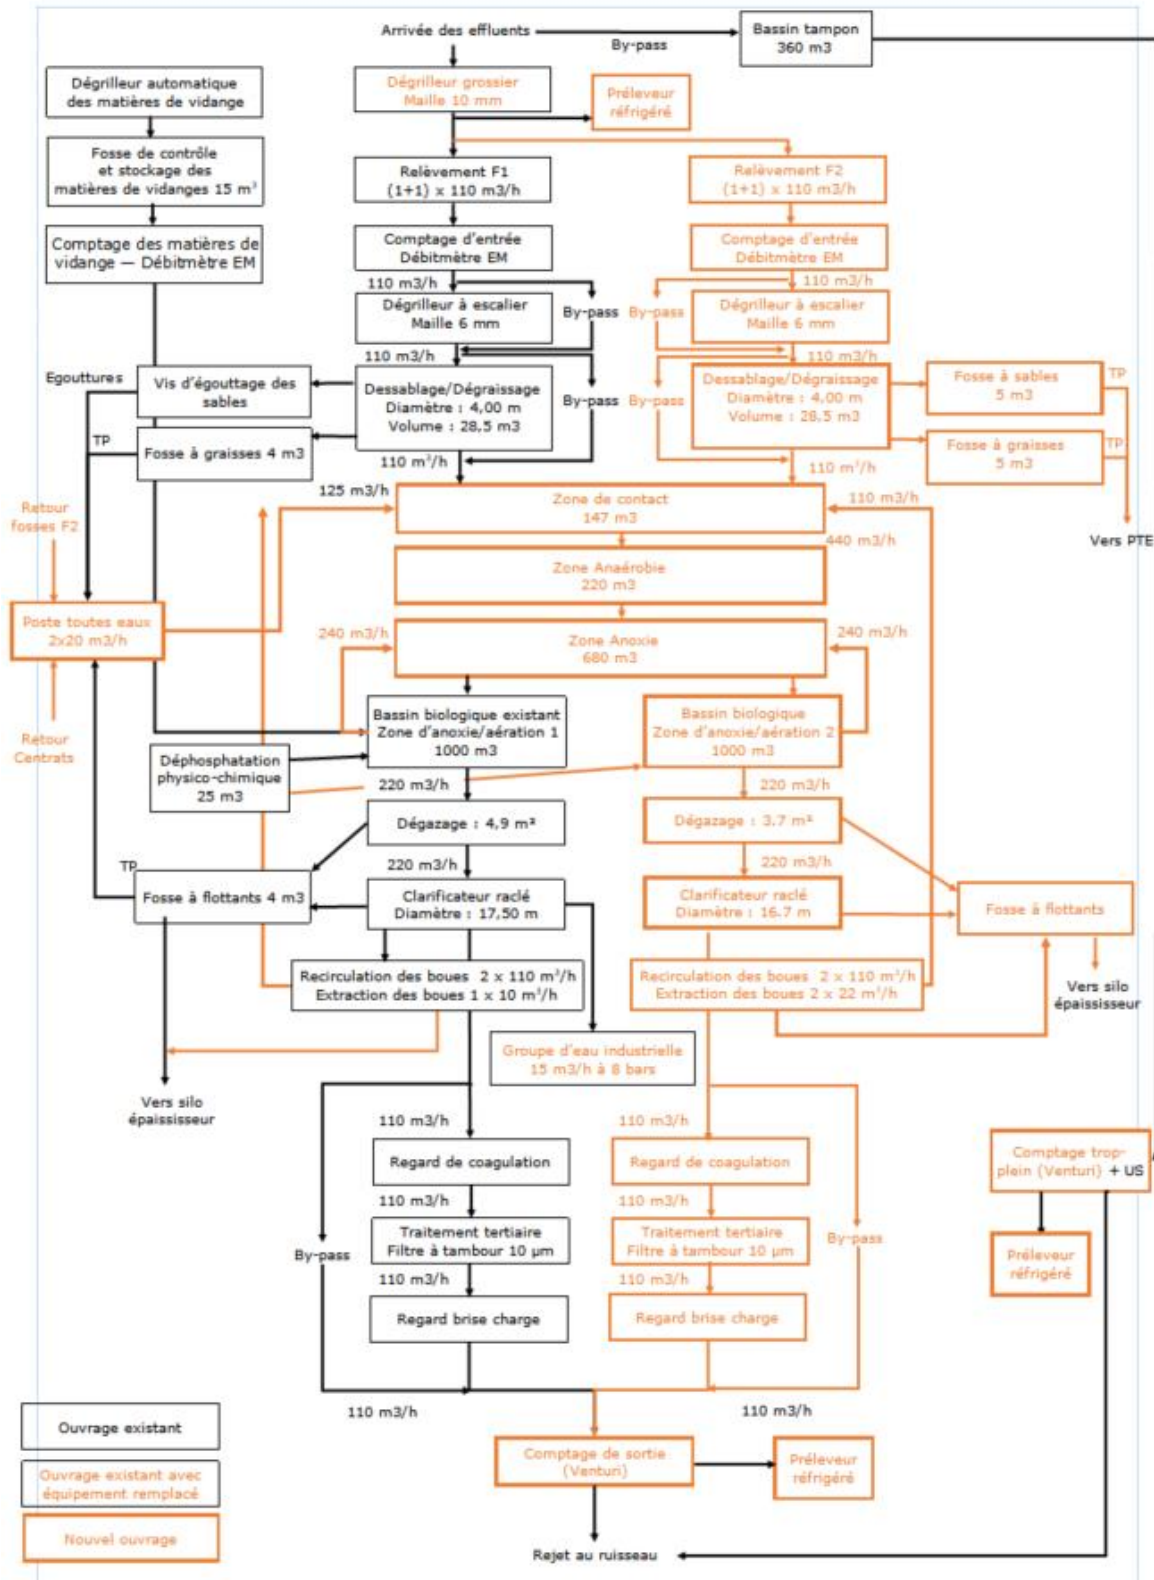 Arrivée des effluents
By-pass
Bassin tampon
360 m3
Dégrilleur automatique
des matières de vidange
Dégrilleur grossier
Maille 10 mm
Préleveur
réfrigéré
Fosse de contrôle
et stockage des
matières de vidanges 15 m³
Relèvement F1
(1+1) x 110 m3/h
Relèvement F2
(1+1) x 110 m3/h
Comptage des matières de
vidange — Débitmètre EM
Comptage d'entrée
Débitmètre EM
Comptage d'entrée
Débitmètre EM
110 m3/h
110 m3/h
Dégrilleur à escalier
Maille 6 mm
By-pass
By-pass
Dégrilleur à escalier
Maille 6 mm
110 m3/h
110 m3/h
Egouttures
Vis d'égouttage des
sables
Dessablage/Dégraissage
Diamètre : 4,00 m
Volume : 28,5 m3
By-pass
By-pass
Dessablage/Dégraissage
Diamètre : 4,00 m
Volume : 28,5 m3
Fosse à sables
5 m3
TP
TP
Fosse à graisses 4 m3
Fosse à graisses
5 m3
TP
110 m³/h
110 m³/h
125 m3/h
Zone de contact
147 m3
110 m3/h
Retour
fosses F2
440 m3/h
Vers PTE
Zone Anaérobie
220 m3
Poste toutes eaux
2x20 m3/h
240 m3/h
Zone Anoxie
680 m3
240 m3/h
Retour
Centrats
Bassin biologique existant
Zone d'anoxie/aération 1
1000 m3
Bassin biologique
Zone d'anoxie/aération 2
1000 m3
Déphosphatation
physico-chimique
25 m3
220 m3/h
220 m3/h
Dégazage : 4,9 m²
Dégazage : 3.7 m²
220 m3/h
220 m3/h
TP
Fosse à flottants 4 m3
Clarificateur raclé
Diamètre : 17,50 m
Clarificateur raclé
Diamètre : 16.7 m
Fosse à flottants
Recirculation des boues 2 x 110 m³/h
Extraction des boues 1 x 10 m³/h
Recirculation des boues 2 x 110 m³/h
Extraction des boues 2 x 22 m³/h
Vers silo
épaississeur
Groupe d'eau industrielle
15 m3/h à 8 bars
Vers silo
épaississeur
110 m3/h
110 m3/h
Regard de coagulation
Regard de coagulation
Comptage trop-
plein (Venturi) + US
110 m3/h
110 m3/h
By-pass
Traitement tertiaire
Filtre à tambour 10 µm
Traitement tertiaire
Filtre à tambour 10 µm
By-pass
Préleveur
réfrigéré
110 m3/h
110 m3/h
Regard brise charge
Regard brise charge
110 m3/h
110 m3/h
Ouvrage existant
Comptage de sortie
(Venturi)
Préleveur
réfrigéré
Ouvrage existant avec
équipement remplacé
Nouvel ouvrage
Rejet au ruisseau